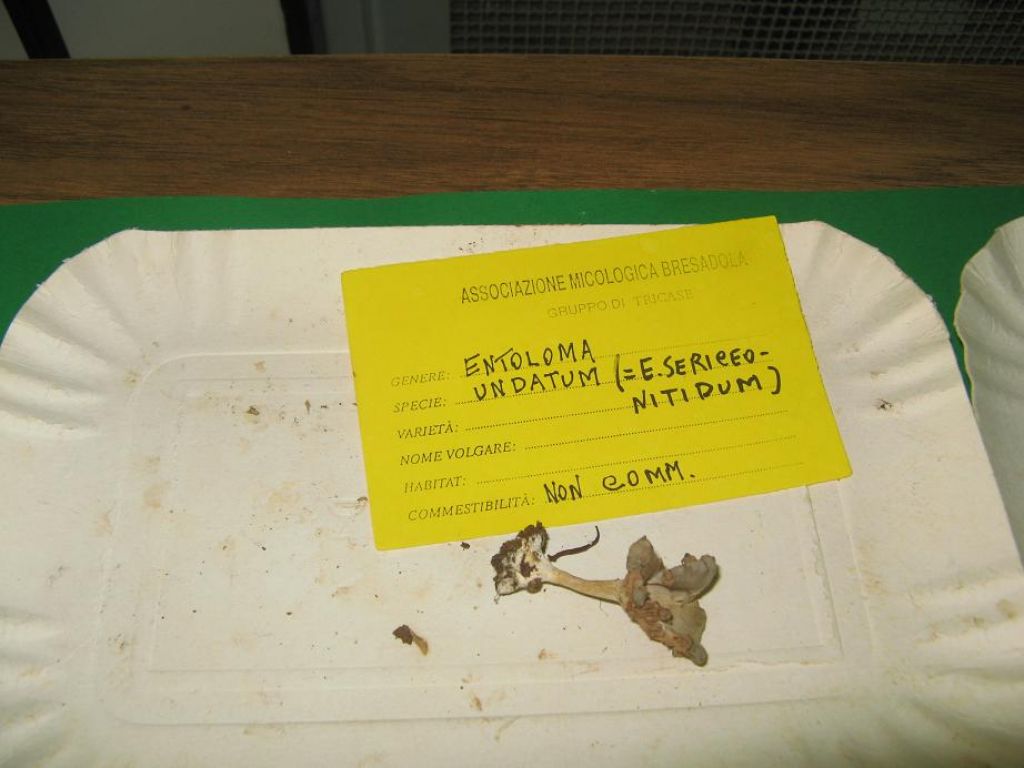 ASSOCIAZIONE MICOLOGICA BRESADOLA
GRUPPO DI TRICASE
GENERE: ENTOLOMA
SPECIE: UNDATUM (= E. SERICEO-
NITIDUM)
VARIETÀ:
NOME VOLGARE:
HABITAT:
COMMESTIBILITÀ: NON COMM.